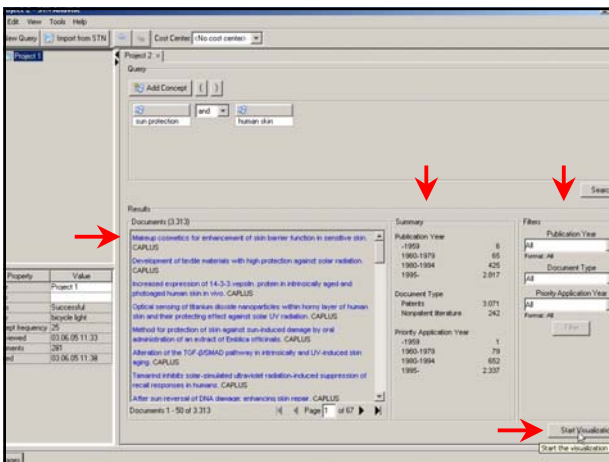 Edit View Tools Help
New Query Import from STN Cost Center <No cost center>
Project 1
Project 2 ×
Query
Add Concept ( )
sun protection and human skin
Results
Documents (3.313)
Makeup cosmetics for enhancement of skin barrier function in sensitive skin.
CAPLUS
Development of textile materials with high protection against solar radiation.
CAPLUS
Increased expression of 14-3-3 epsilon protein in intrinsically aged and
photoaged human skin in vivo. CAPLUS
Optical sensing of titanium dioxide nanoparticles within horny layer of human
skin and their protecting effect against solar UV radiation. CAPLUS
Method for protection of skin against sun-induced damage by oral
administration of an extract of Emblica officinalis. CAPLUS
Alteration of the TGF-β/SMAD pathway in intrinsically and UV-induced skin
aging. CAPLUS
Tamarind inhibits solar-simulated ultraviolet radiation-induced suppression of
recall responses in humans. CAPLUS
After sun reversal of DNA damage: enhancing skin repair. CAPLUS
Documents 1 - 50 of 3.313 Page 1 of 67
Summary
Publication Year
-1959 6
1960-1979 65
1980-1994 425
1995- 2.817
Document Type
Patents 3.071
Nonpatent literature 242
Priority Application Year
-1959 1
1960-1979 79
1980-1994 652
1995- 2.337
Filters
Publication Year
All
Format: All
Document Type
All
Priority Application Year
All
Format: All
Filter
Property Value
Project 1
Successful
bicycle light
ept frequency 25
viewed 03.06.05 11:33
ments 281
ed 03.06.05 11:38
Start Visualizatio
Start the visualization